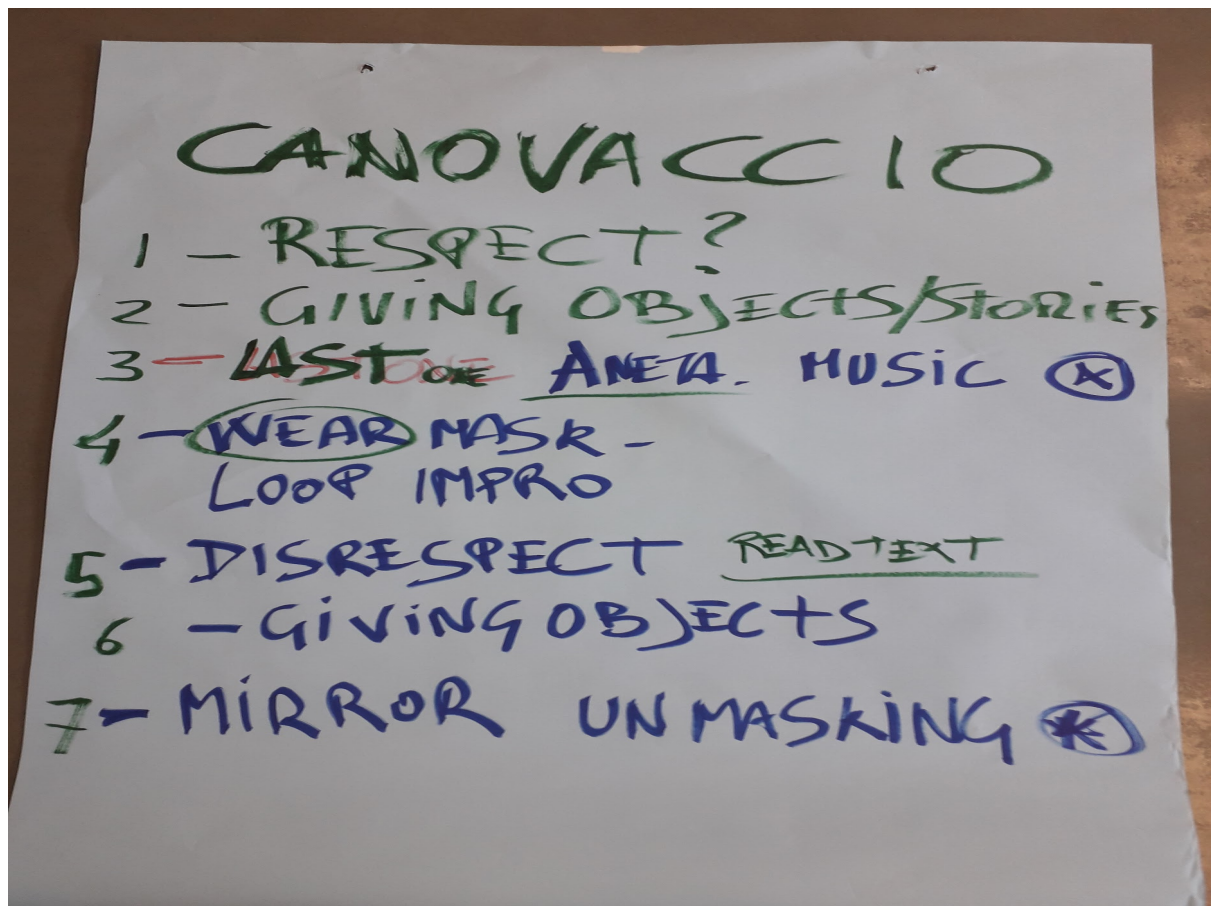 CANOVACCIO
1 - RESPECT?
2 - GIVING OBJECTS/STORIES
3 - LAST ONE ANETA. MUSIC
4 - WEAR MASK -
LOOP IMPRO
5 - DISRESPECT READ TEXT
6 - GIVING OBJECTS
7 - MIRROR UNMASKING *